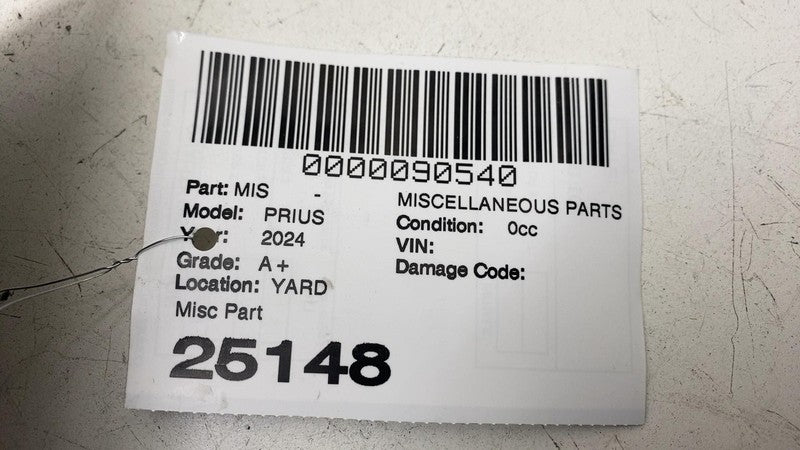 0000090540
Part: MIS - MISCELLANEOUS PARTS
Model: PRIUS Condition: 0cc
Year: 2024 VIN:
Grade: A+ Damage Code:
Location: YARD
Misc Part
25148